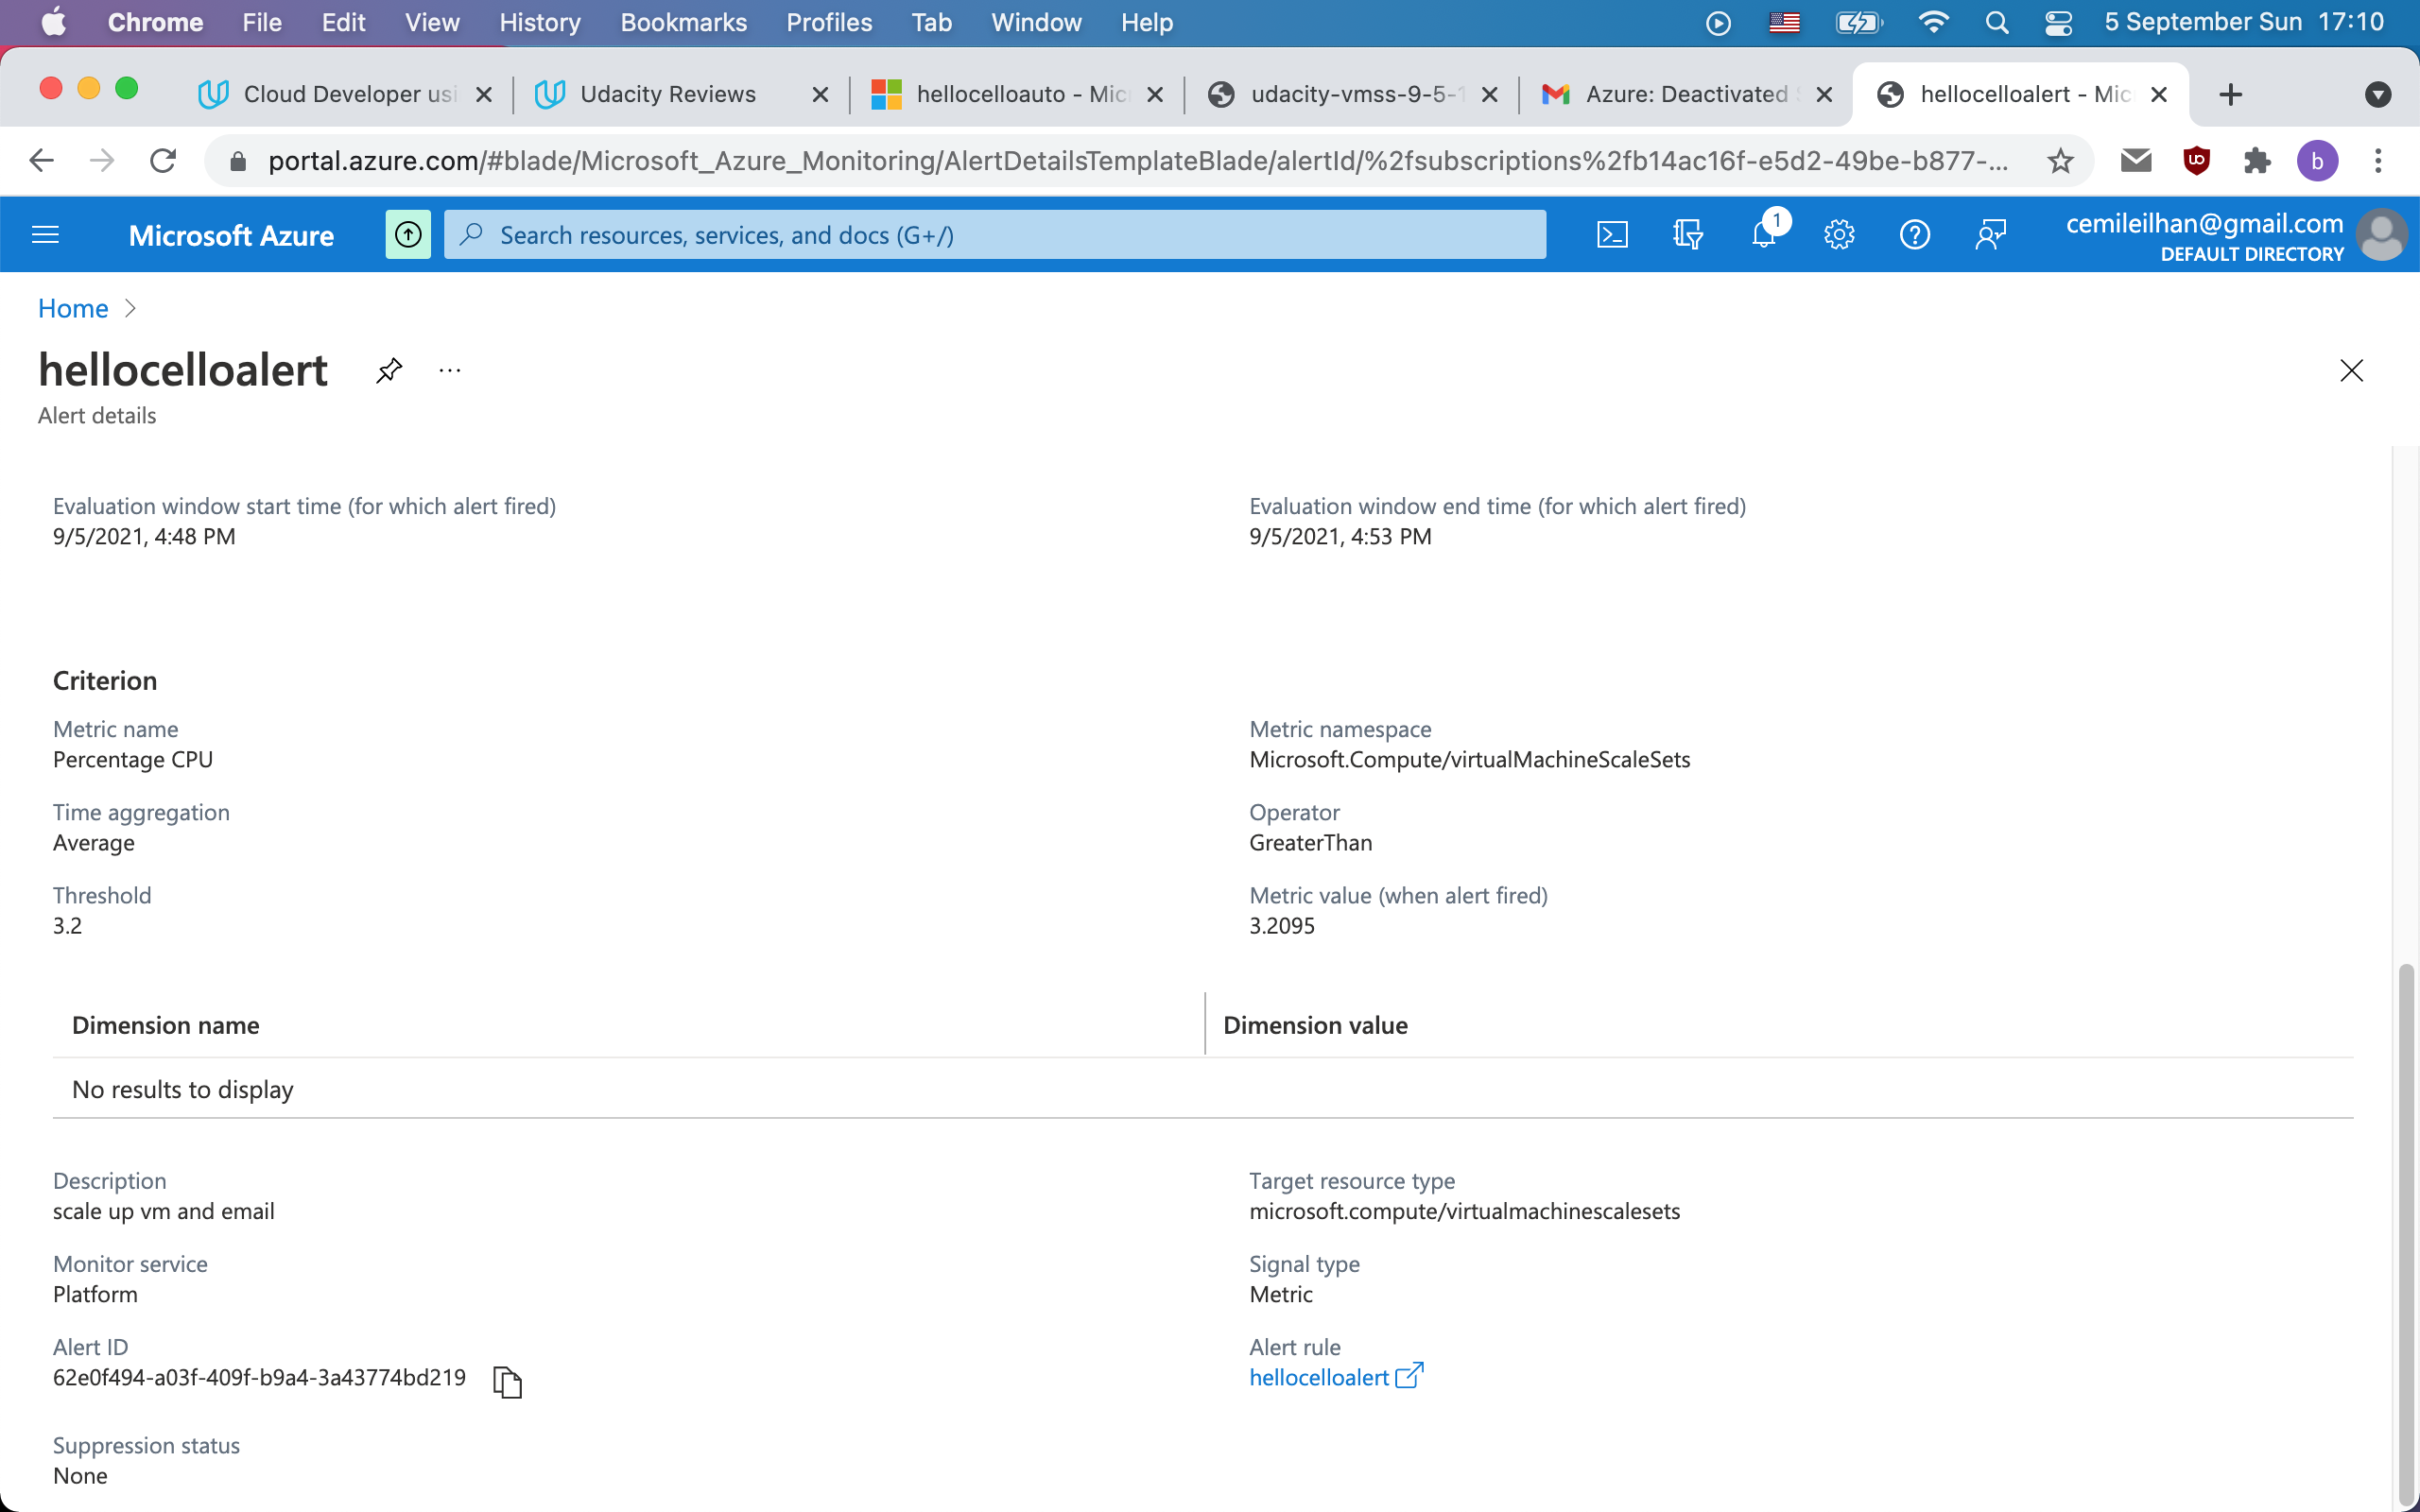 Chrome File Edit View History Bookmarks Profiles Tab Window Help 5 September Sun 17:10
Cloud Developer usi Udacity Reviews hellocelloauto - Mic udacity-vmss-9-5-1 Azure: Deactivated hellocelloalert - Mic
portal.azure.com/#blade/Microsoft_Azure_Monitoring/AlertDetailsTemplateBlade/alertId/%2fsubscriptions%2fb14ac16f-e5d2-49be-b877-... b
Microsoft Azure Search resources, services, and docs (G+/) 1 cemileilhan@gmail.com
DEFAULT DIRECTORY
Home
hellocelloalert ...
Alert details
Evaluation window start time (for which alert fired) Evaluation window end time (for which alert fired)
9/5/2021, 4:48 PM 9/5/2021, 4:53 PM
Criterion
Metric name Metric namespace
Percentage CPU Microsoft.Compute/virtualMachineScaleSets
Time aggregation Operator
Average GreaterThan
Threshold Metric value (when alert fired)
3.2 3.2095
Dimension name Dimension value
No results to display
Description Target resource type
scale up vm and email microsoft.compute/virtualmachinescalesets
Monitor service Signal type
Platform Metric
Alert ID Alert rule
62e0f494-a03f-409f-b9a4-3a43774bd219 hellocelloalert
Suppression status
None